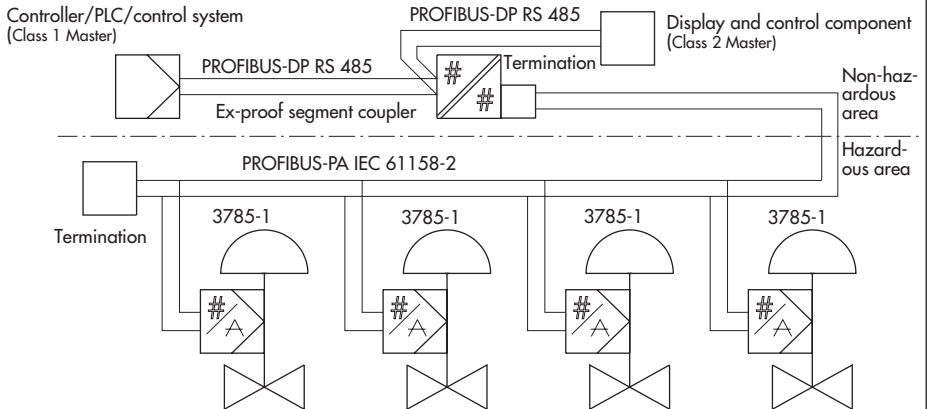 Controller/PLC/control system
(Class 1 Master)
PROFIBUS-DP RS 485
Display and control component
(Class 2 Master)
PROFIBUS-DP RS 485
Termination
#
#
Ex-proof segment coupler
Non-haz-
ardous
area
Hazard-
ous area
PROFIBUS-PA IEC 61158-2
Termination
3785-1
3785-1
3785-1
3785-1
#
A
#
A
#
A
#
A